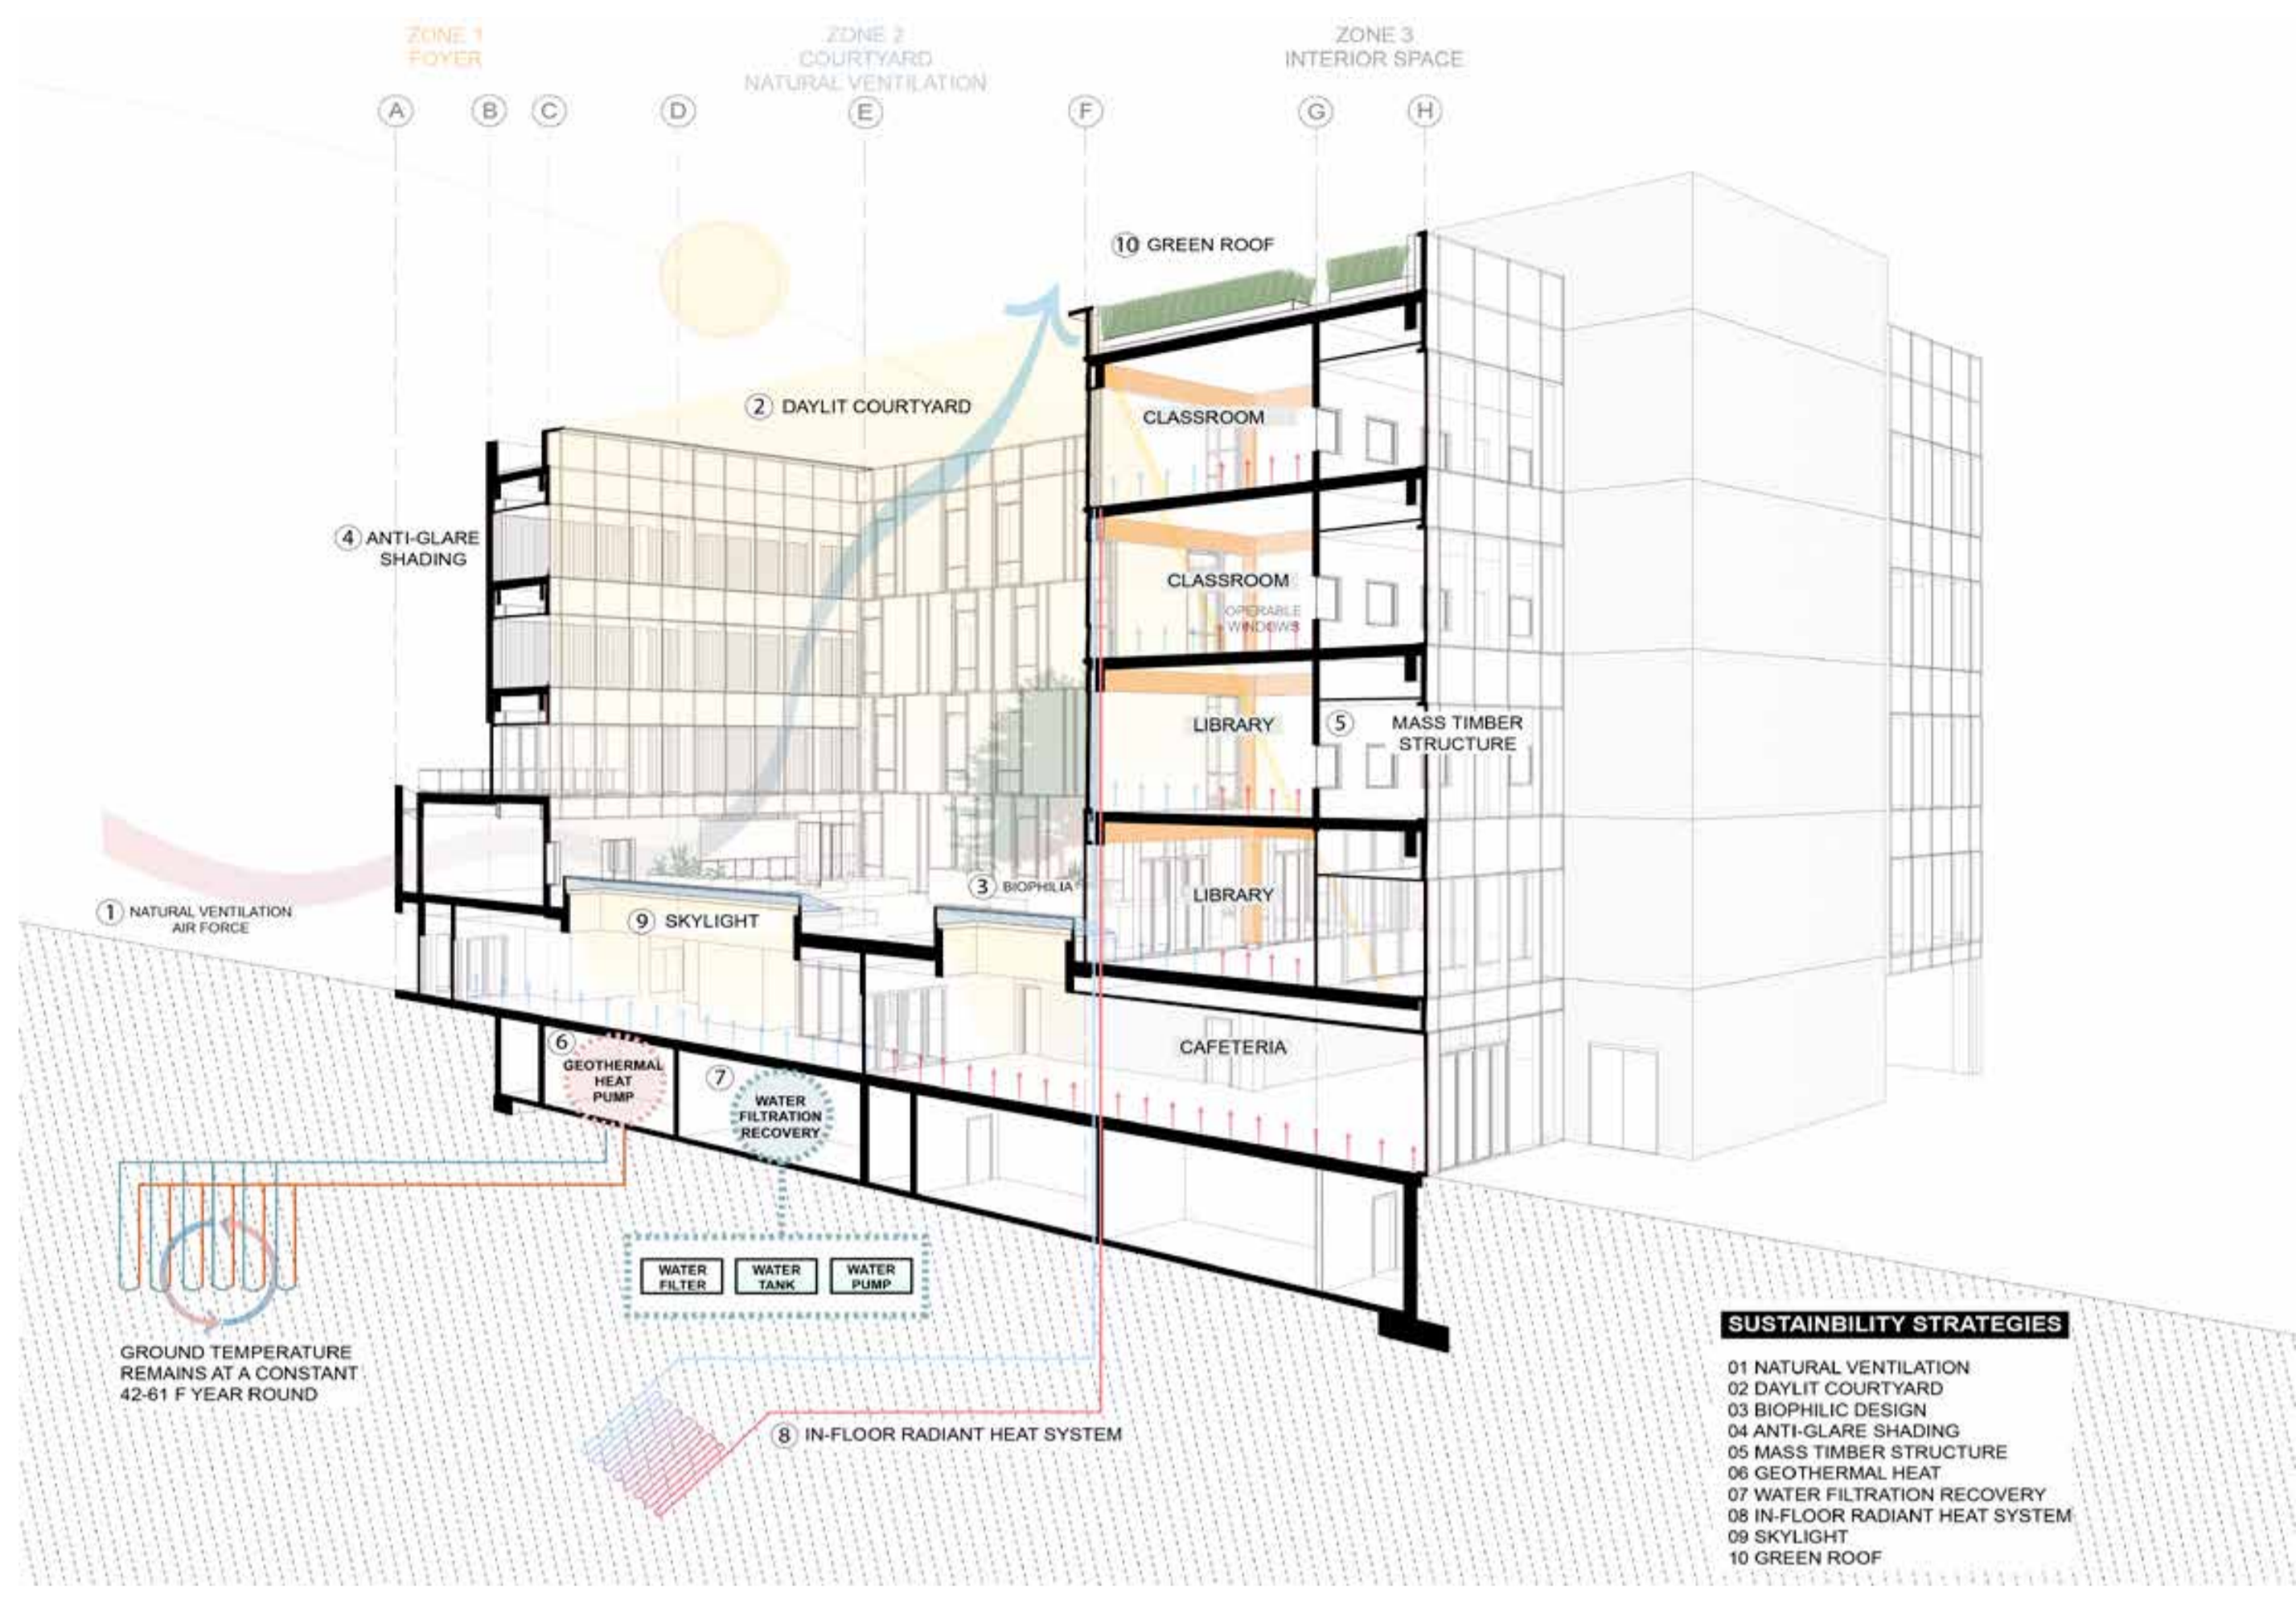 ZONE 1
FOYER
ZONE 2
COURTYARD
NATURAL VENTILATION
ZONE 3
INTERIOR SPACE
A
B
C
D
E
F
G
H
10 GREEN ROOF
2 DAYLIT COURTYARD
CLASSROOM
4 ANTI-GLARE
SHADING
CLASSROOM
OPERABLE
WINDOWS
LIBRARY
5 MASS TIMBER
STRUCTURE
3 BIOPHILIA
LIBRARY
1 NATURAL VENTILATION
AIR FORCE
9 SKYLIGHT
CAFETERIA
6
GEOTHERMAL
HEAT
PUMP
7
WATER
FILTRATION
RECOVERY
WATER
FILTER
WATER
TANK
WATER
PUMP
GROUND TEMPERATURE
REMAINS AT A CONSTANT
42-61 F YEAR ROUND
8 IN-FLOOR RADIANT HEAT SYSTEM
SUSTAINBILITY STRATEGIES
01 NATURAL VENTILATION
02 DAYLIT COURTYARD
03 BIOPHILIC DESIGN
04 ANTI-GLARE SHADING
05 MASS TIMBER STRUCTURE
06 GEOTHERMAL HEAT
07 WATER FILTRATION RECOVERY
08 IN-FLOOR RADIANT HEAT SYSTEM
09 SKYLIGHT
10 GREEN ROOF